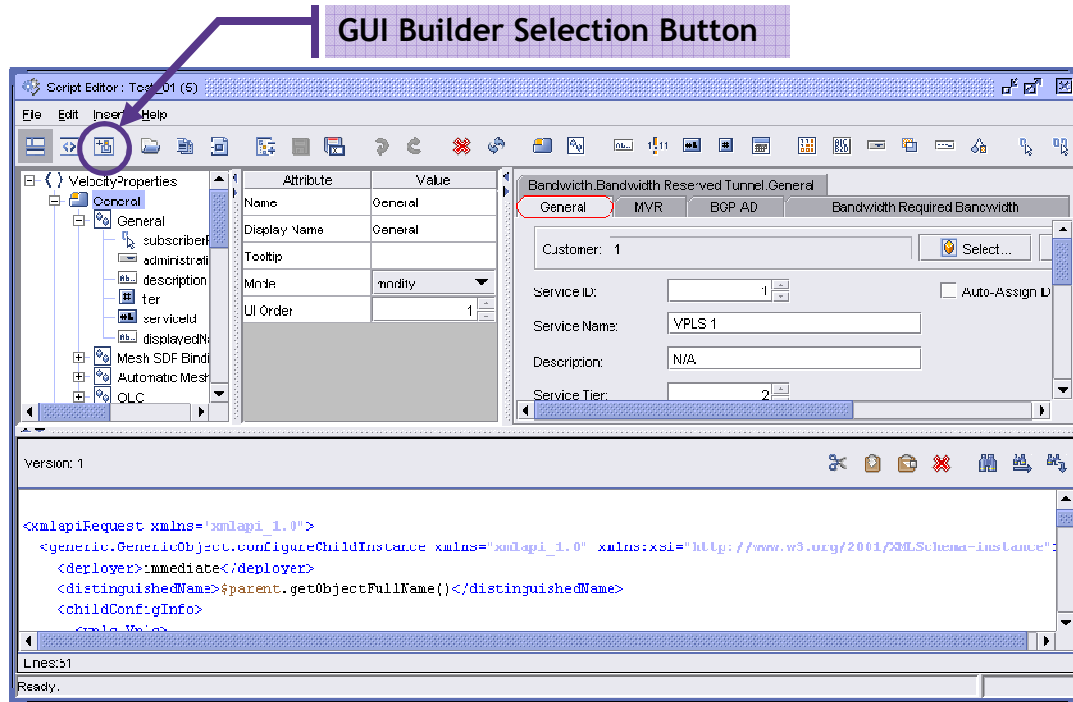 GUI Builder Selection Button
Script Editor : Test_01 (5)
File Edit Insert Help
VelocityProperties
General
General
subscriberP
administrati
description
tier
serviceId
displayedN
Mesh SDP Bindi
Automatic Mesh
OLC
Attribute Value
Name General
Display Name General
Tooltip
Mode modify
UI Order 1
Bandwidth.Bandwidth Reserved Tunnel.General
General MVR BGP AD Bandwidth Required Bandwidth
Customer: 1 Select...
Service ID: 1 Auto-Assign ID
Service Name: VPLS 1
Description: N/A
Service Tier: 2
Version: 1
<xmlapiRequest xmlns="xmlapi_1.0">
<generic.GenericObject.configureChildInstance xmlns="xmlapi_1.0" xmlns:xsi="http://www.w3.org/2001/XMLSchema-instance">
<deployer>immediate</deployer>
<distinguishedName>$parent.getObjectFullName()</distinguishedName>
<childConfigInfo>
<vpls.Vpls>
Lines:51
Ready.